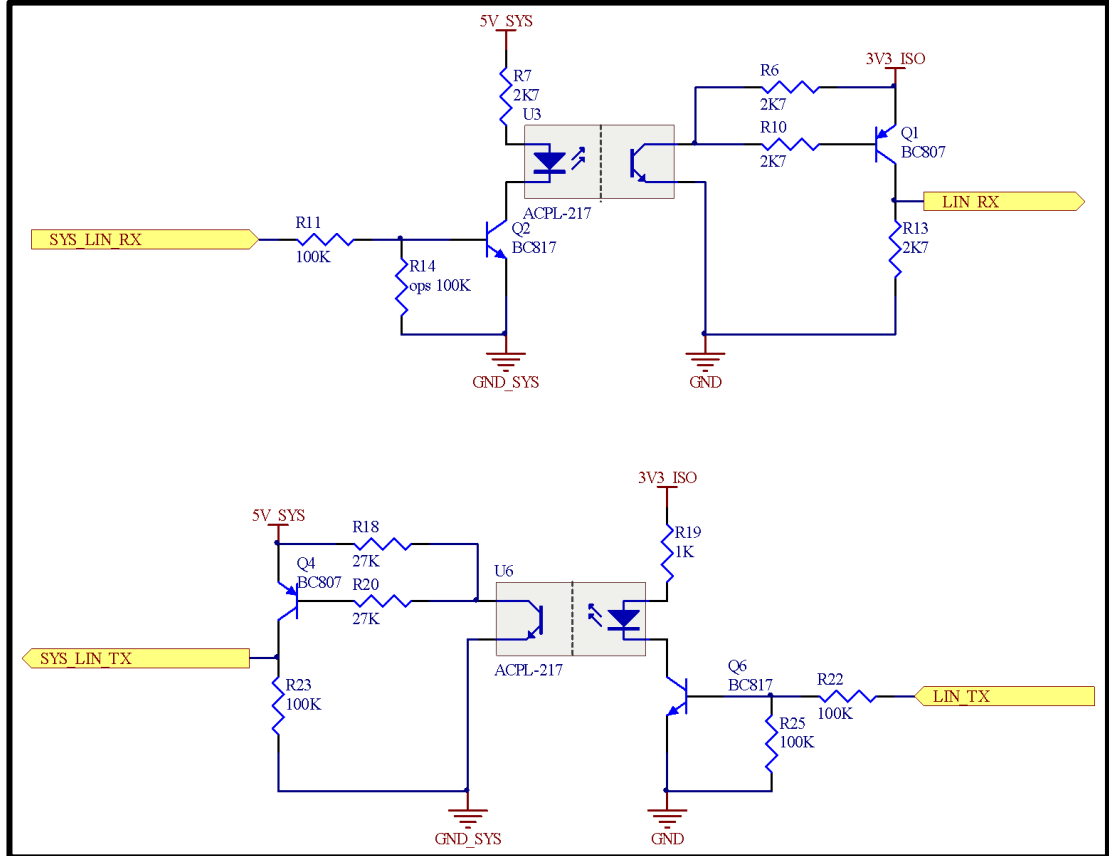 5V_SYS
R7
2K7
U3
ACPL-217
R6
2K7
R10
2K7
3V3_ISO
Q1
BC807
LIN_RX
R13
2K7
SYS_LIN_RX
R11
100K
Q2
BC817
R14
ops 100K
GND_SYS
GND
3V3_ISO
5V_SYS
R18
27K
R19
1K
Q4
BC807
R20
27K
U6
ACPL-217
SYS_LIN_TX
R23
100K
Q6
BC817
R22
100K
LIN_TX
R25
100K
GND_SYS
GND